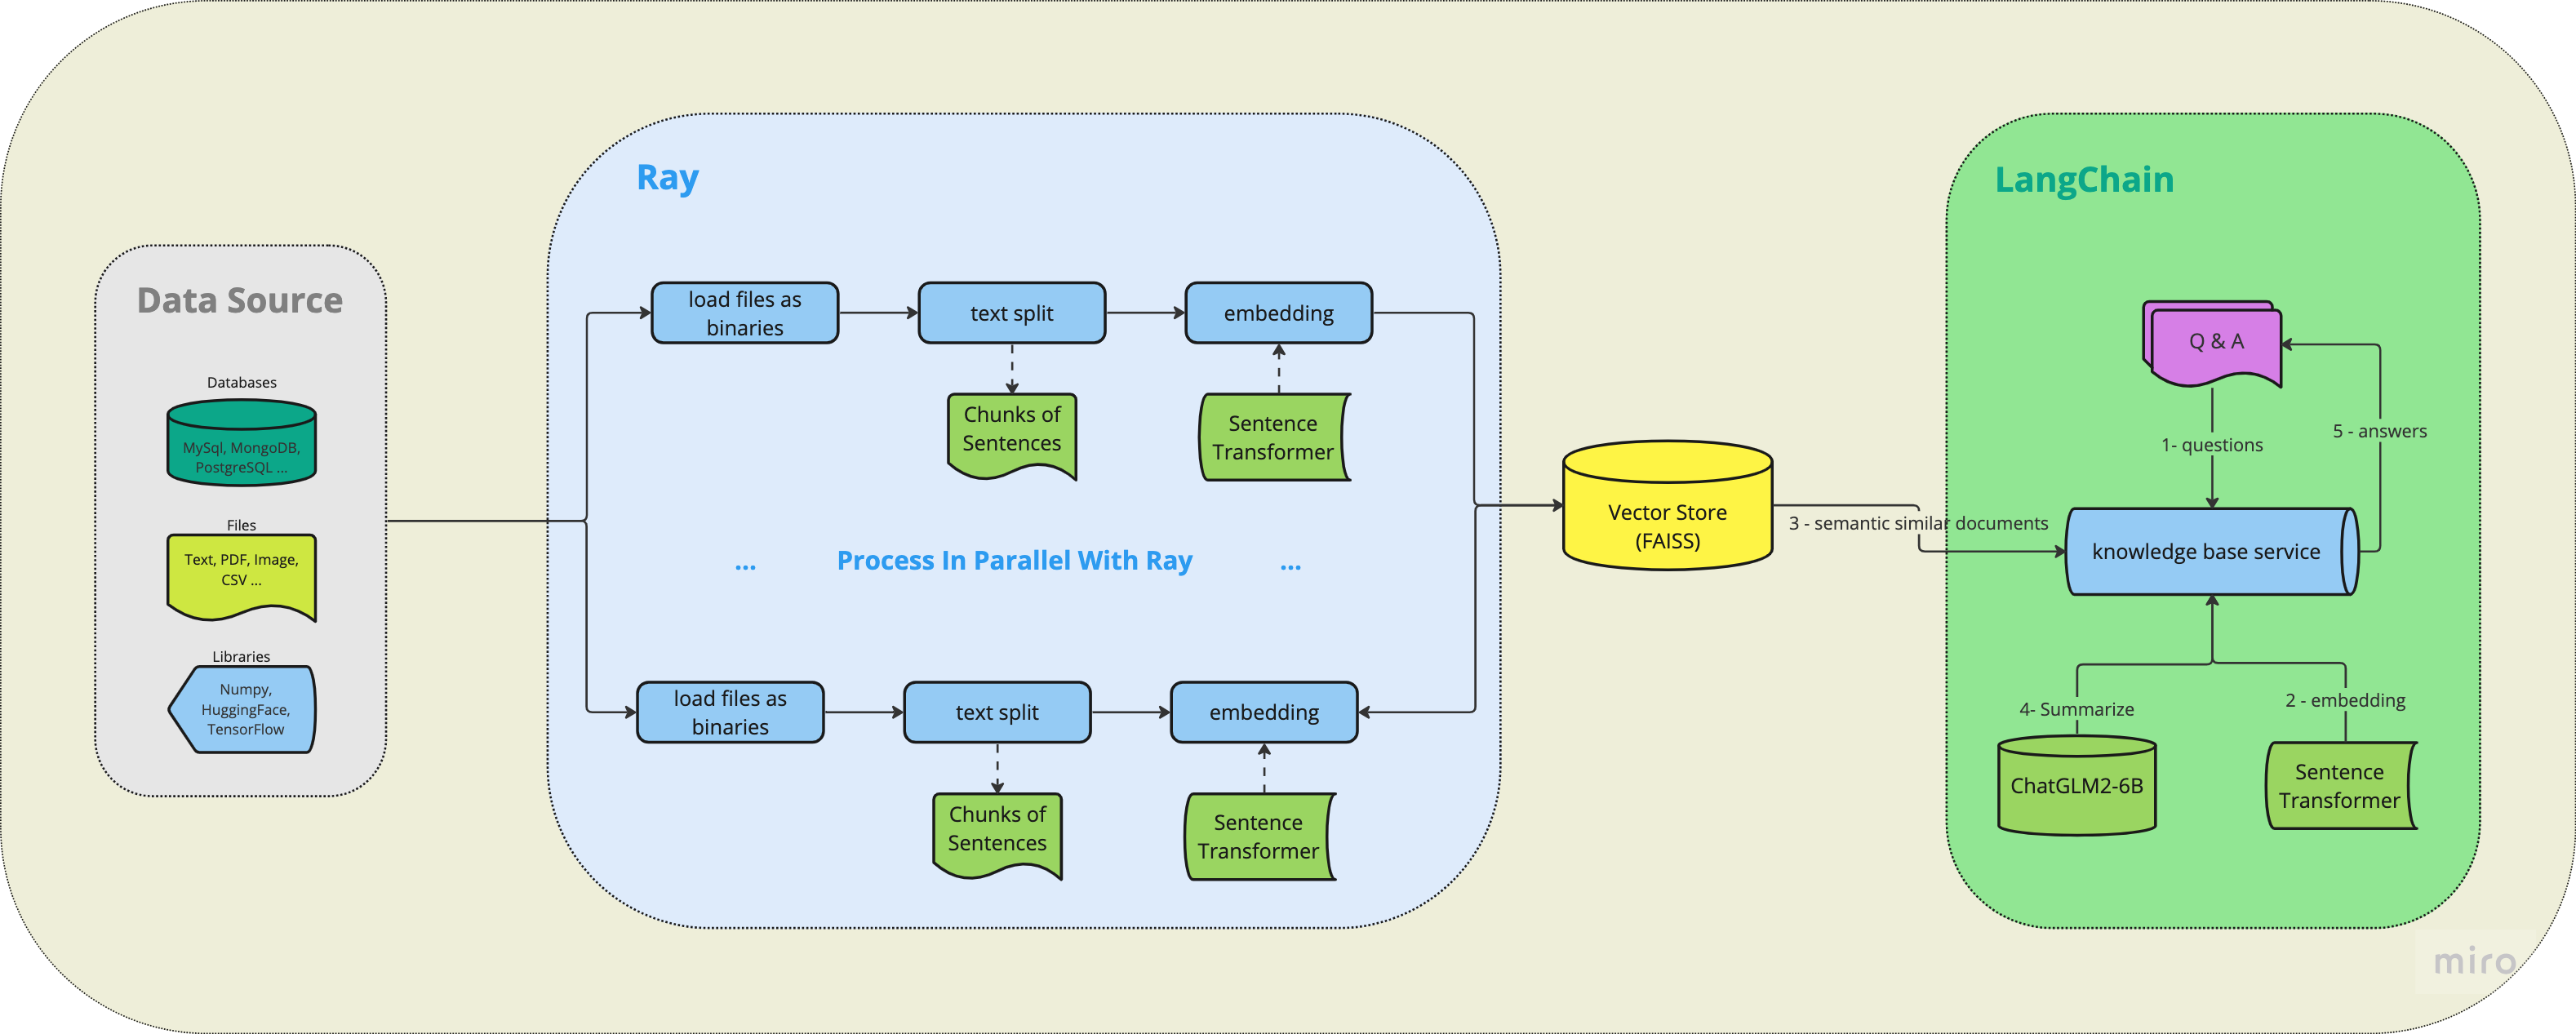 Data Source
Databases
MySql, MongoDB,
PostgreSQL ...
Files
Text, PDF, Image,
CSV ...
Libraries
Numpy,
HuggingFace,
TensorFlow
Ray
load files as
binaries
text split
embedding
Chunks of
Sentences
Sentence
Transformer
... Process In Parallel With Ray ...
load files as
binaries
text split
embedding
Chunks of
Sentences
Sentence
Transformer
Vector Store
(FAISS)
3 - semantic similar documents
LangChain
Q & A
1- questions
5 - answers
knowledge base service
4- Summarize
2 - embedding
ChatGLM2-6B
Sentence
Transformer
miro